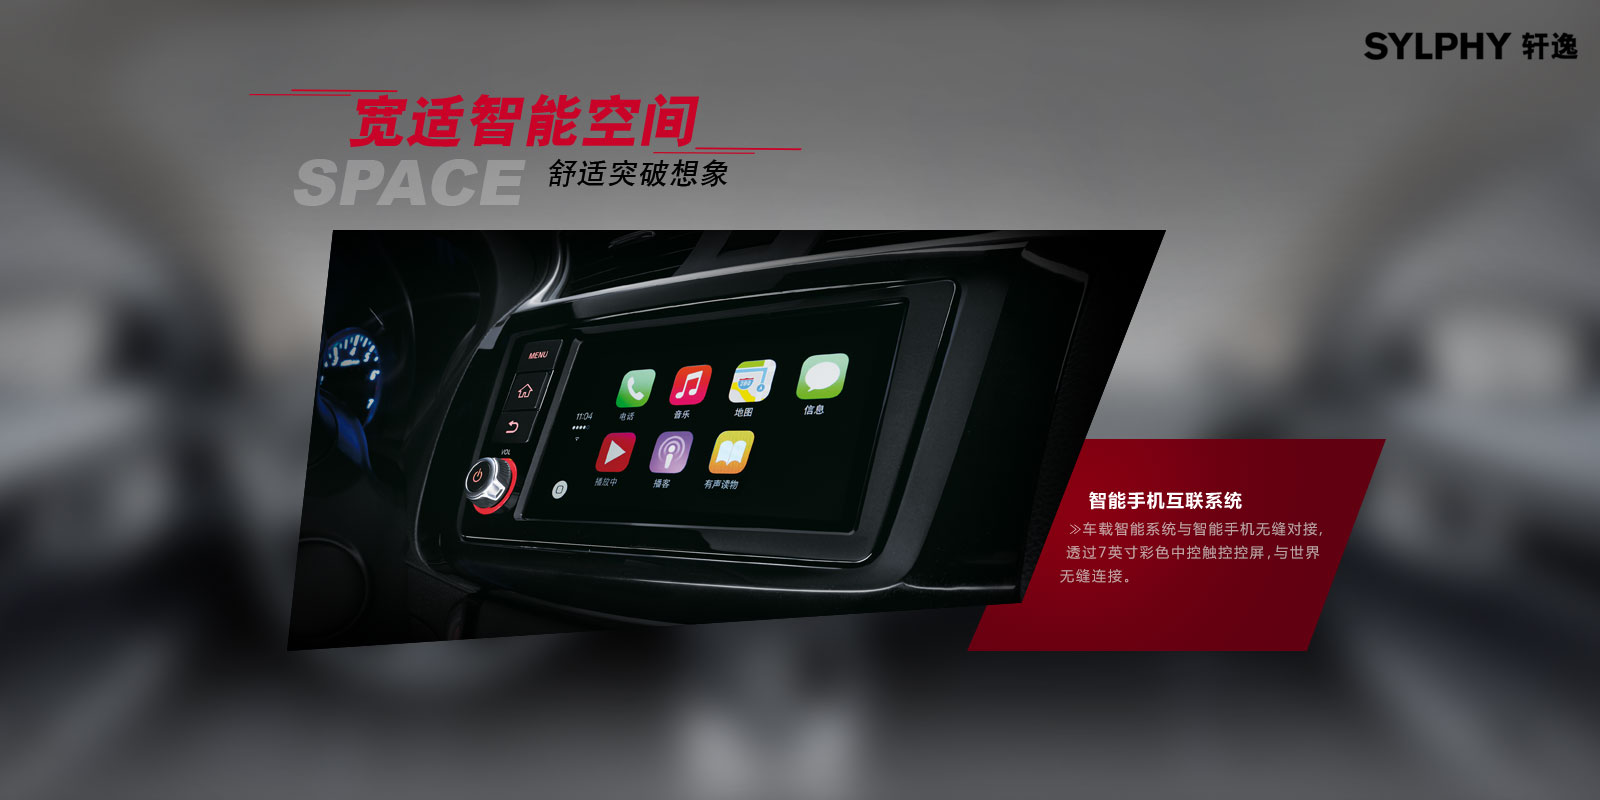 SYLPHY 轩逸
宽适智能空间
SPACE 舒适突破想象
MENU
VOL
11:04
电话 音乐 地图 信息
播放中 播客 有声读物
智能手机互联系统
≫车载智能系统与智能手机无缝对接,
透过7英寸彩色中控触控控屏,与世界
无缝连接。